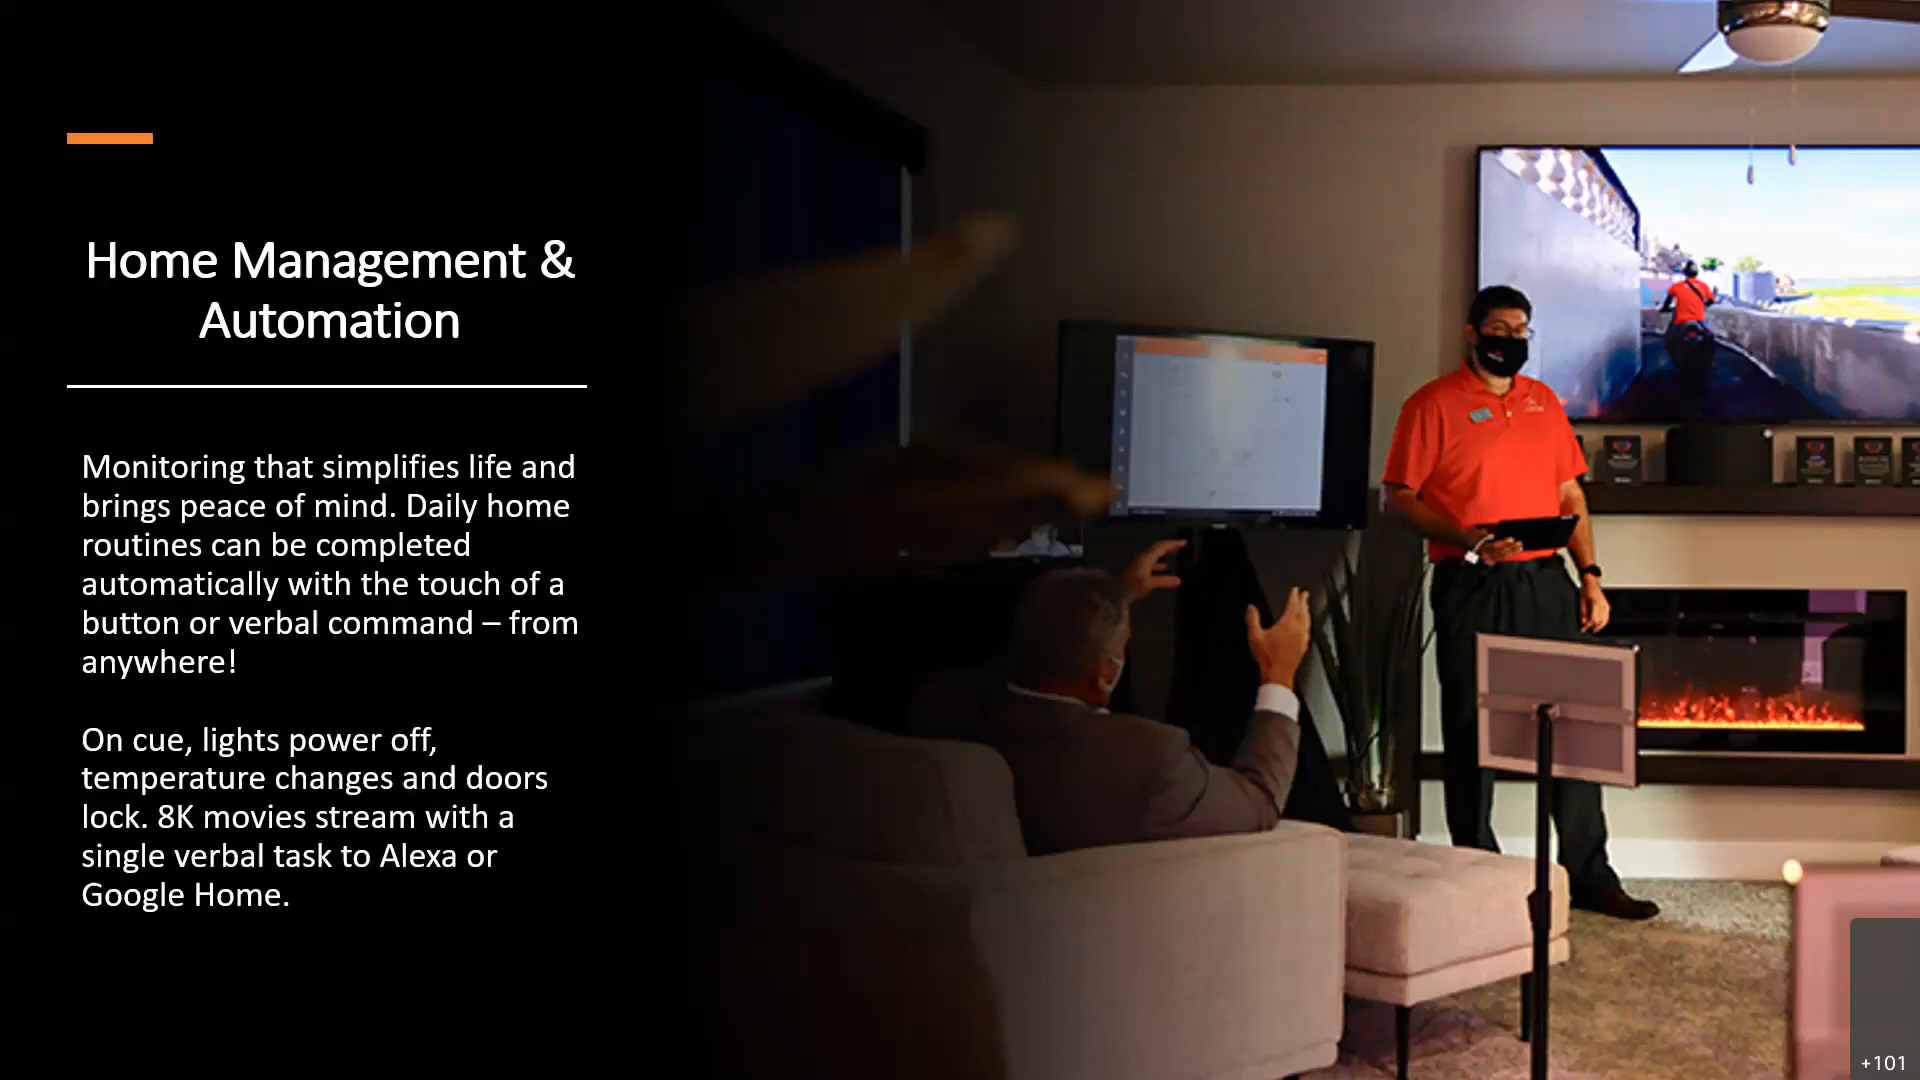 Home Management &
Automation
Monitoring that simplifies life and
brings peace of mind. Daily home
routines can be completed
automatically with the touch of a
button or verbal command – from
anywhere!
On cue, lights power off,
temperature changes and doors
lock. 8K movies stream with a
single verbal task to Alexa or
Google Home.
+101